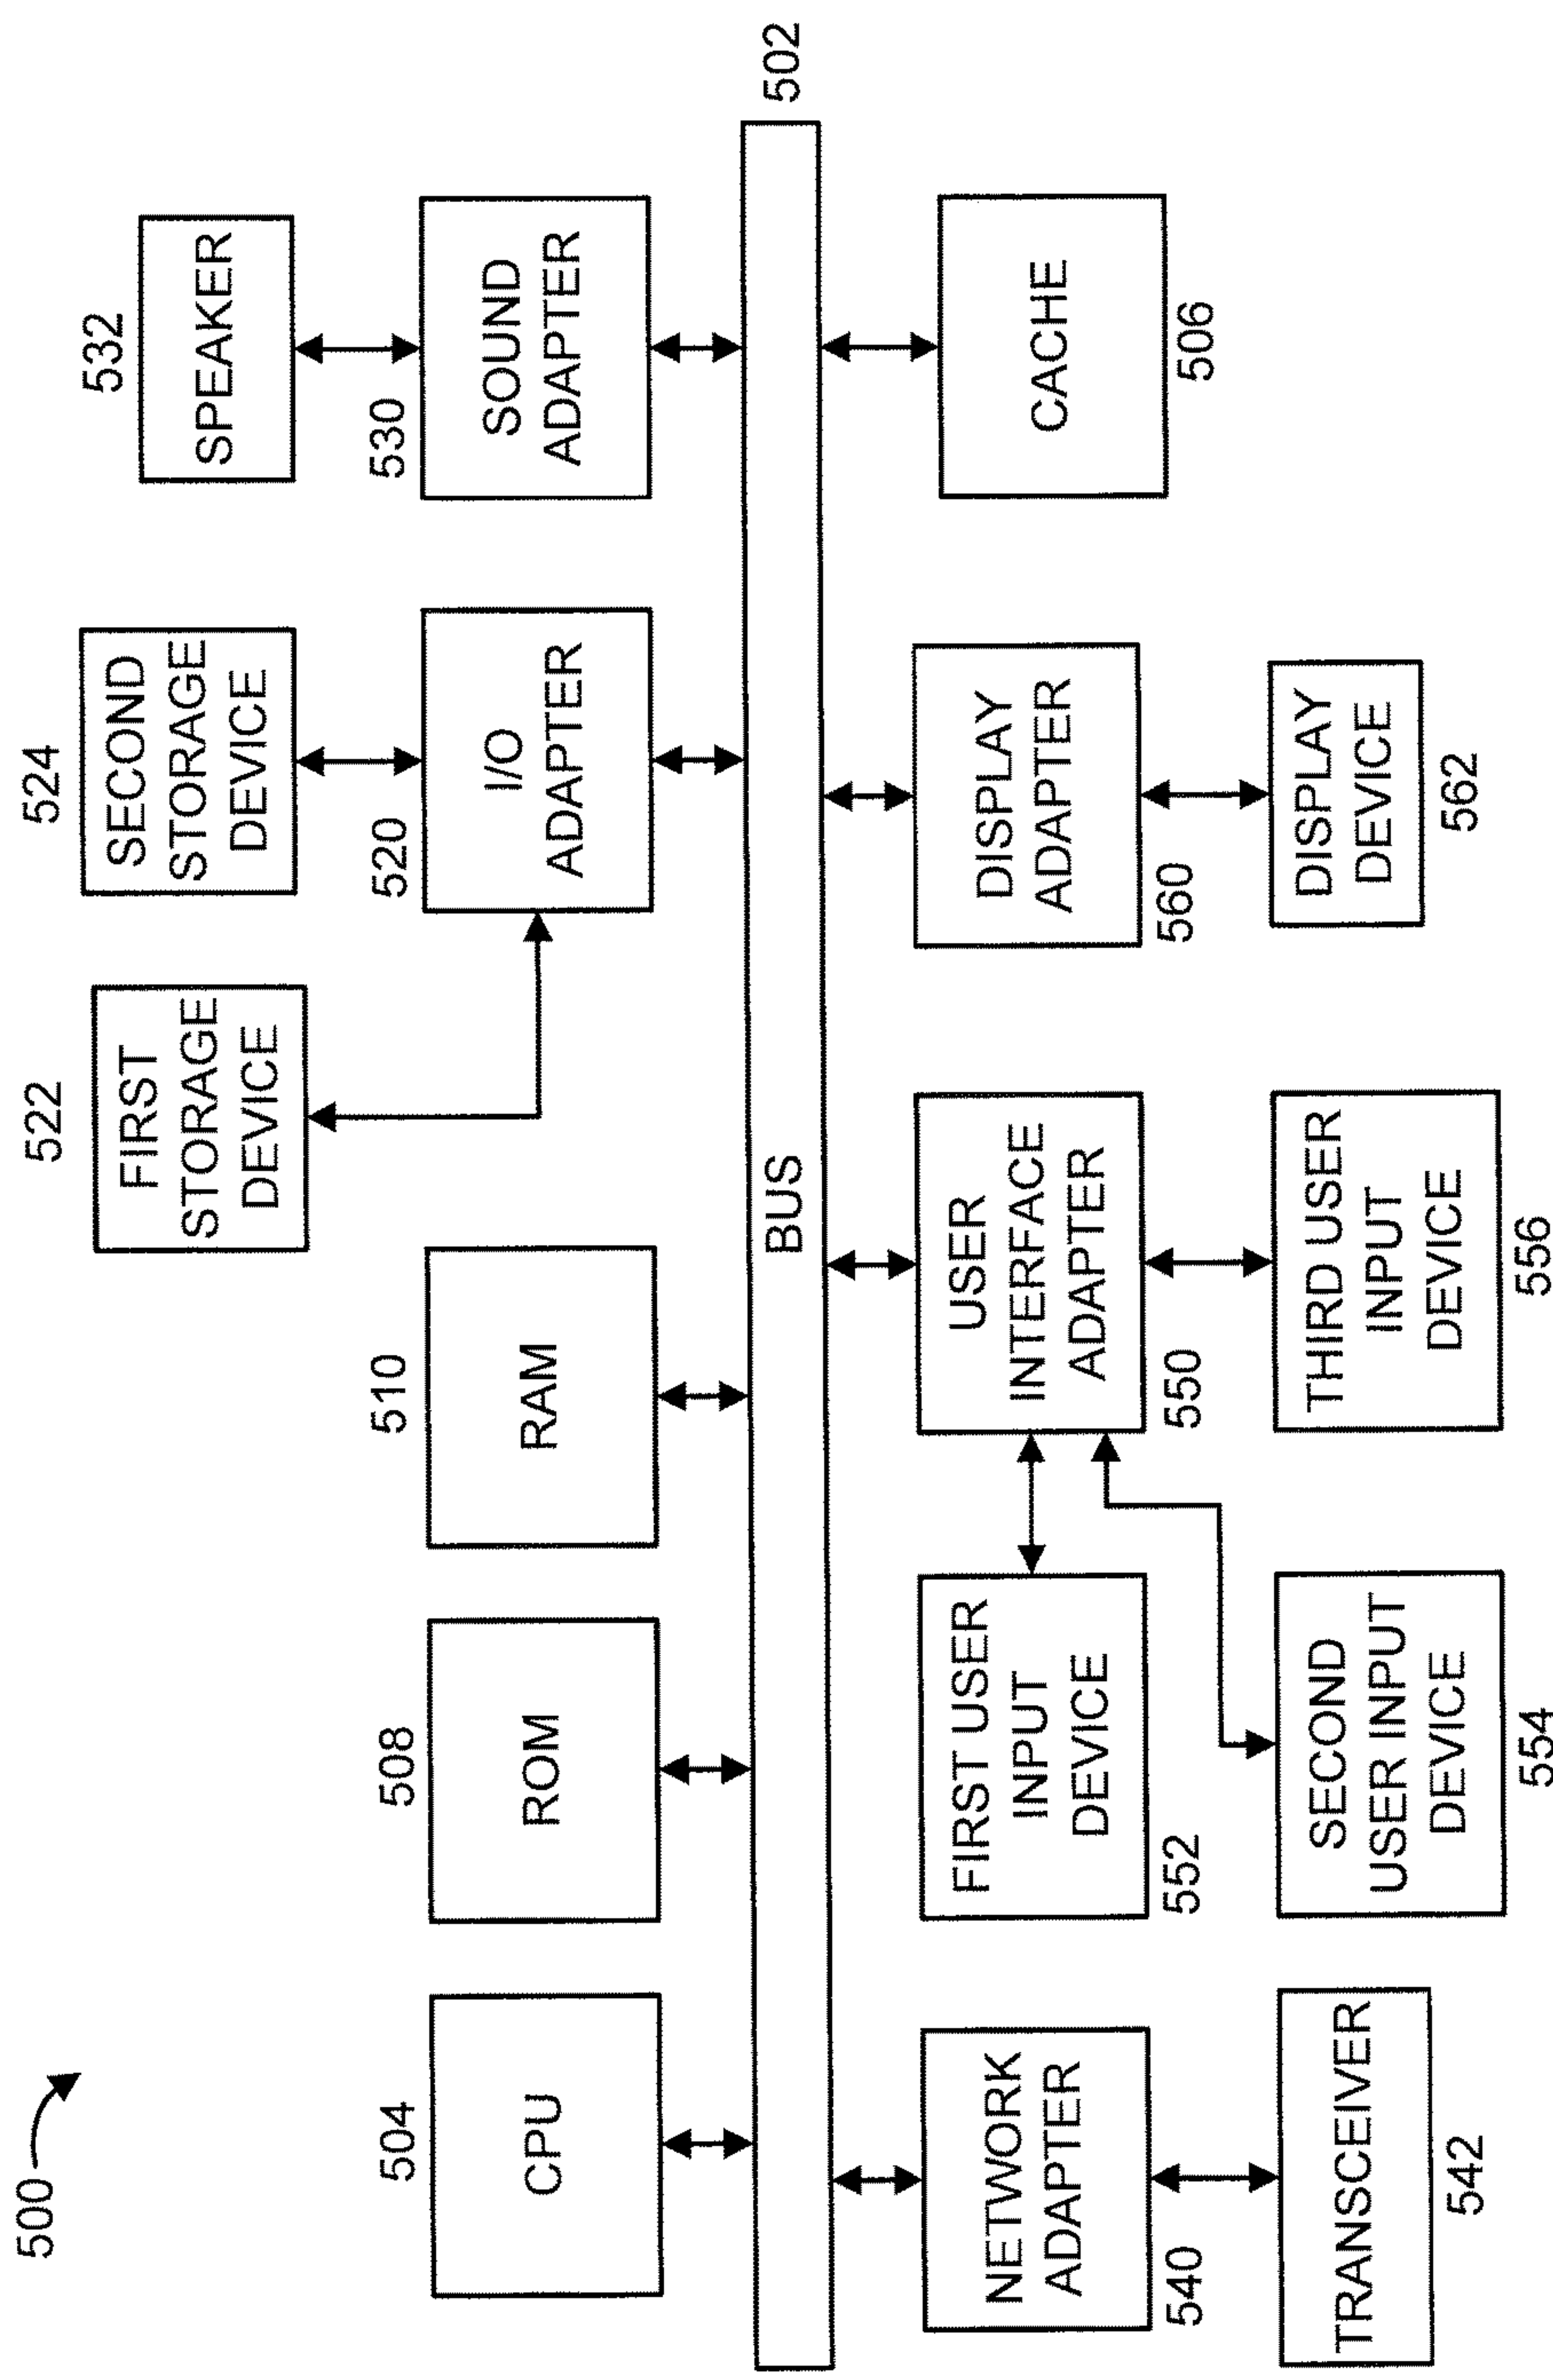 500
504
CPU
508
ROM
510
RAM
522
FIRST
STORAGE
DEVICE
524
SECOND
STORAGE
DEVICE
520
I/O
ADAPTER
532
SPEAKER
530
SOUND
ADAPTER
BUS
502
NETWORK
ADAPTER
540
TRANSCEIVER
542
FIRST USER
INPUT
DEVICE
552
SECOND
USER INPUT
DEVICE
554
USER
INTERFACE
ADAPTER
550
THIRD USER
INPUT
DEVICE
556
DISPLAY
ADAPTER
560
DISPLAY
DEVICE
562
CACHE
506